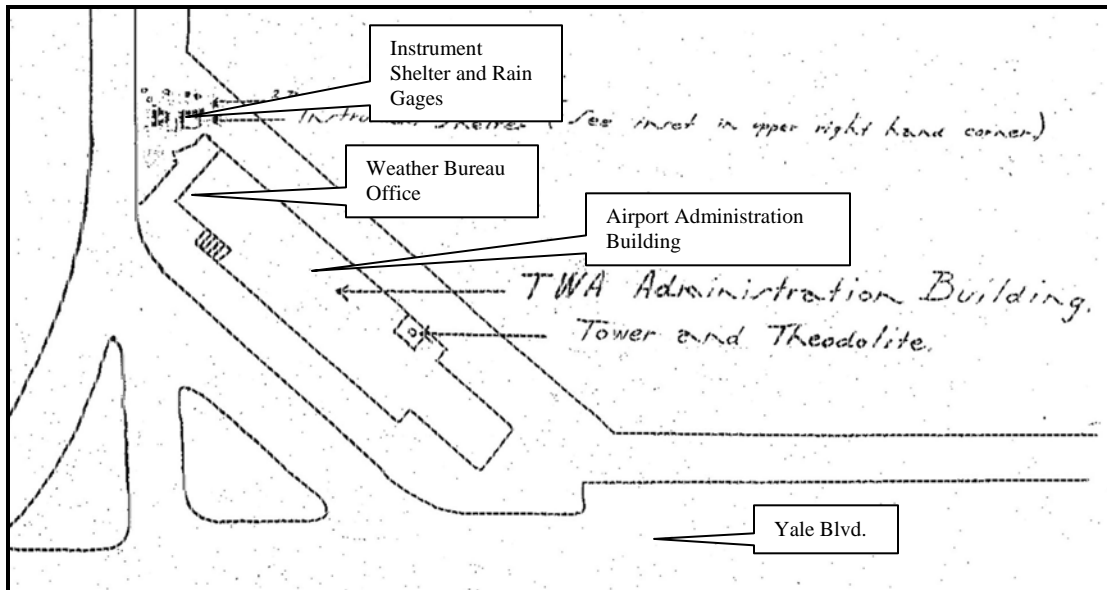 Instrument
Shelter and Rain
Gages
Instrument Shelter (See inset in upper right hand corner.)
Weather Bureau
Office
Airport Administration
Building
TWA Administration Building.
Tower and Theodolite.
Yale Blvd.